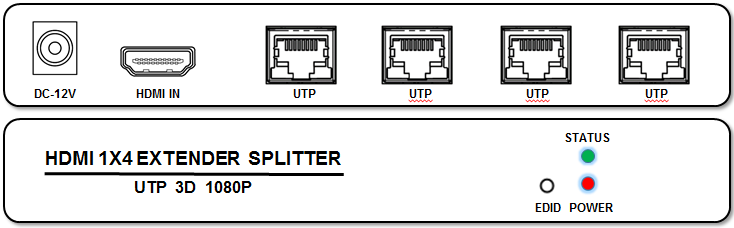 DC-12V HDMI IN UTP UTP UTP UTP
STATUS
HDMI 1X4 EXTENDER SPLITTER
UTP 3D 1080P
EDID POWER